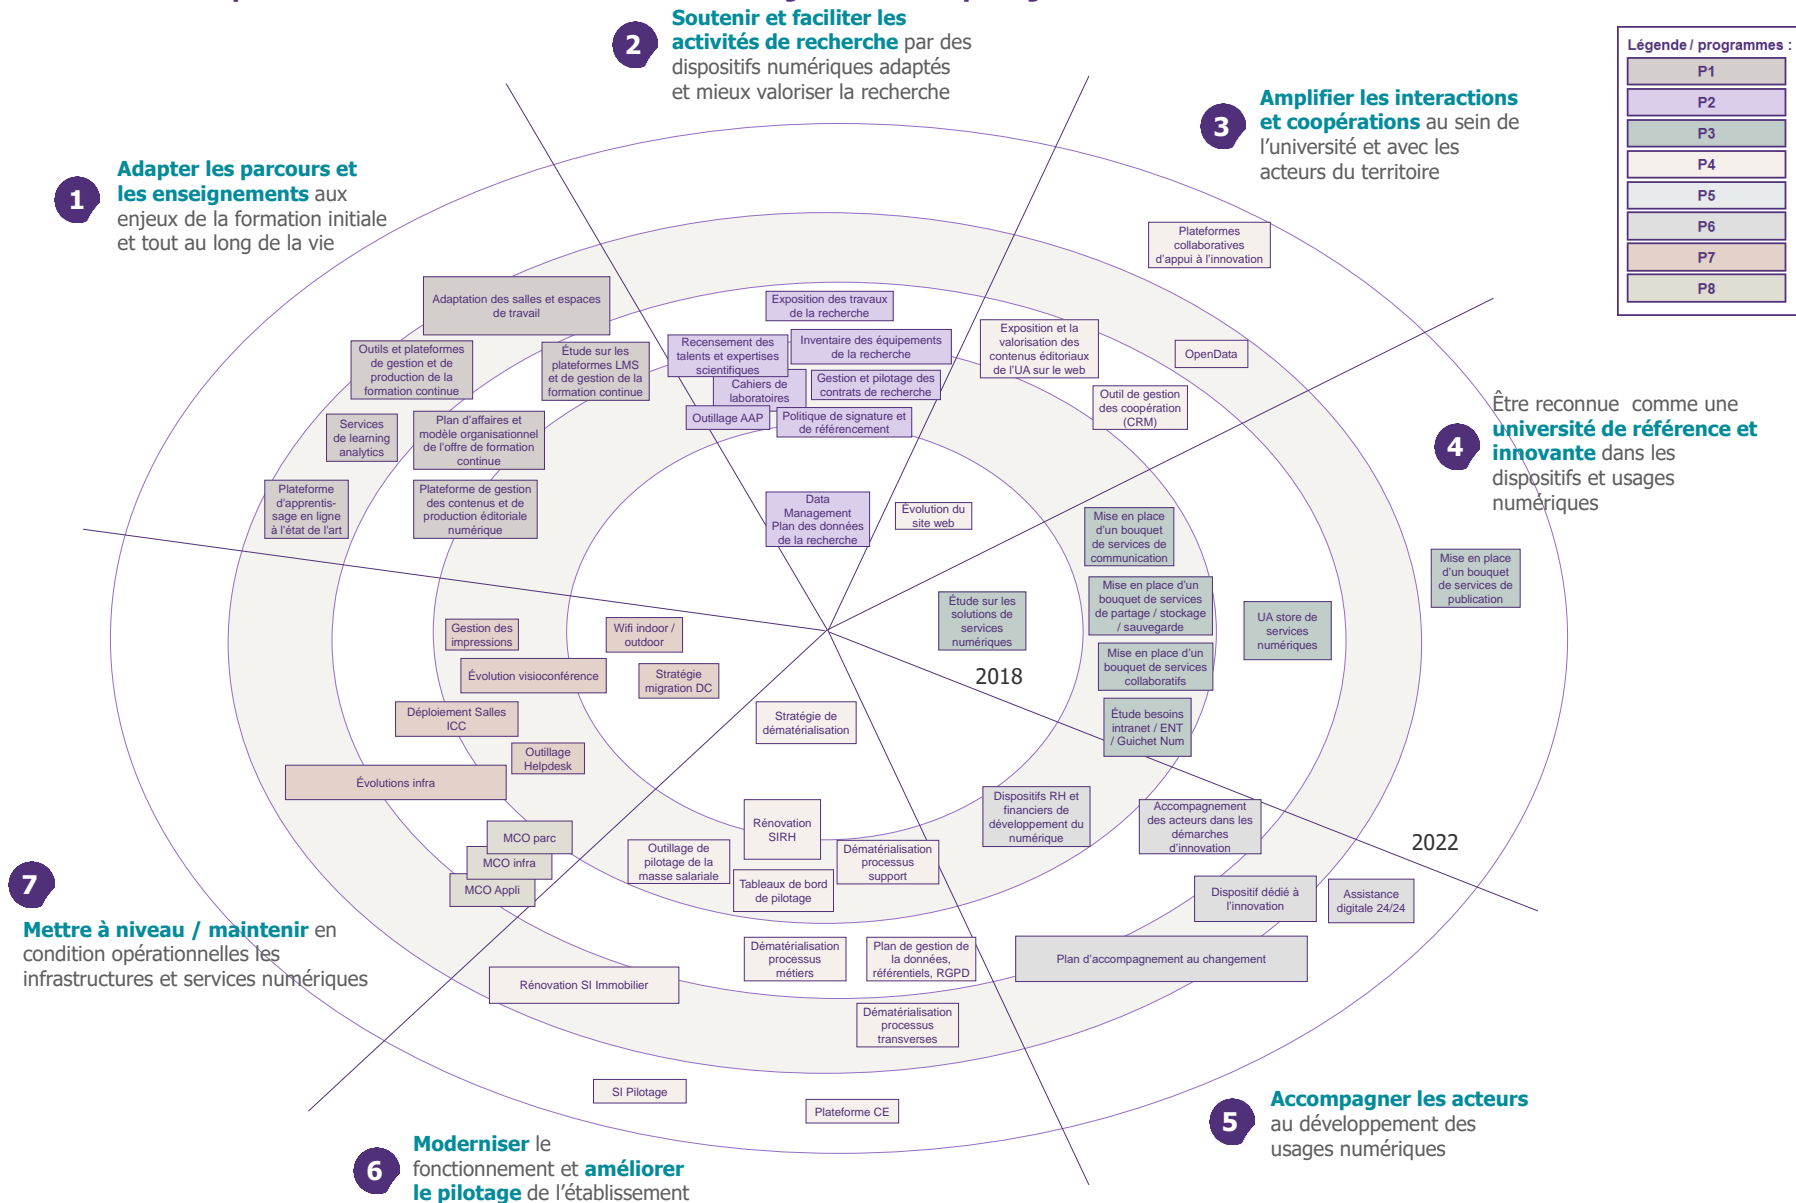 2
Soutenir et faciliter les
activités de recherche par des
dispositifs numériques adaptés
et mieux valoriser la recherche
Légende / programmes :
P1
P2
P3
P4
P5
P6
P7
P8
3
Amplifier les interactions
et coopérations au sein de
l'université et avec les
acteurs du territoire
1
Adapter les parcours et
les enseignements aux
enjeux de la formation initiale
et tout au long de la vie
Plateformes
collaboratives
d'appui à l'innovation
Adaptation des salles et espaces
de travail
Exposition des travaux
de la recherche
Outils et plateformes
de gestion et de
production de la
formation continue
Étude sur les
plateformes LMS
et de gestion de la
formation continue
Recensement des
talents et expertises
scientifiques
Inventaire des équipements
de la recherche
Exposition et la
valorisation des
contenus éditoriaux
de l'UA sur le web
OpenData
Cahiers de
laboratoires
Gestion et pilotage des
contrats de recherche
Outil de gestion
des coopération
(CRM)
Services
de learning
analytics
Plan d'affaires et
modèle organisationnel
de l'offre de formation
continue
Outillage AAP
Politique de signature et
de référencement
4
Être reconnue  comme une
université de référence et
innovante dans les
dispositifs et usages
numériques
Plateforme
d'apprentis-
sage en ligne
à l'état de l'art
Plateforme de gestion
des contenus et de
production éditoriale
numérique
Data
Management
Plan des données
de la recherche
Évolution du
site web
Mise en place
d'un bouquet
de services de
communication
Mise en place
d'un bouquet
de services de
publication
Étude sur les
solutions de
services
numériques
Mise en place d'un
bouquet de services
de partage / stockage
/ sauvegarde
UA store de
services
numériques
Gestion des
impressions
Wifi indoor /
outdoor
Évolution visioconférence
Stratégie
migration DC
2018
Mise en place d'un
bouquet de services
collaboratifs
Déploiement Salles
ICC
Stratégie de
dématérialisation
Étude besoins
intranet / ENT
/ Guichet Num
Outillage
Helpdesk
Évolutions infra
Dispositifs RH et
financiers de
développement du
numérique
Accompagnement
des acteurs dans les
démarches
d'innovation
2022
MCO parc
MCO infra
MCO Appli
Rénovation
SIRH
Outillage de
pilotage de la
masse salariale
Dématérialisation
processus
support
Tableaux de bord
de pilotage
Dispositif dédié à
l'innovation
Assistance
digitale 24/24
7
Mettre à niveau / maintenir en
condition opérationnelles les
infrastructures et services numériques
Dématérialisation
processus
métiers
Plan de gestion de
la données,
référentiels, RGPD
Plan d'accompagnement au changement
Rénovation SI Immobilier
Dématérialisation
processus
transverses
SI Pilotage
Plateforme CE
5
Accompagner les acteurs
au développement des
usages numériques
6
Moderniser le
fonctionnement et améliorer
le pilotage de l'établissement